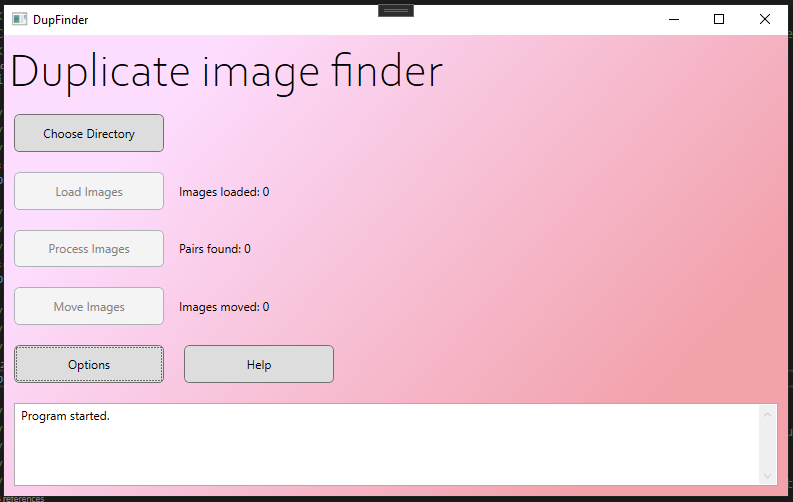 DupFinder
Duplicate image finder
Choose Directory
Load Images Images loaded: 0
Process Images Pairs found: 0
Move Images Images moved: 0
Options Help
Program started.
references